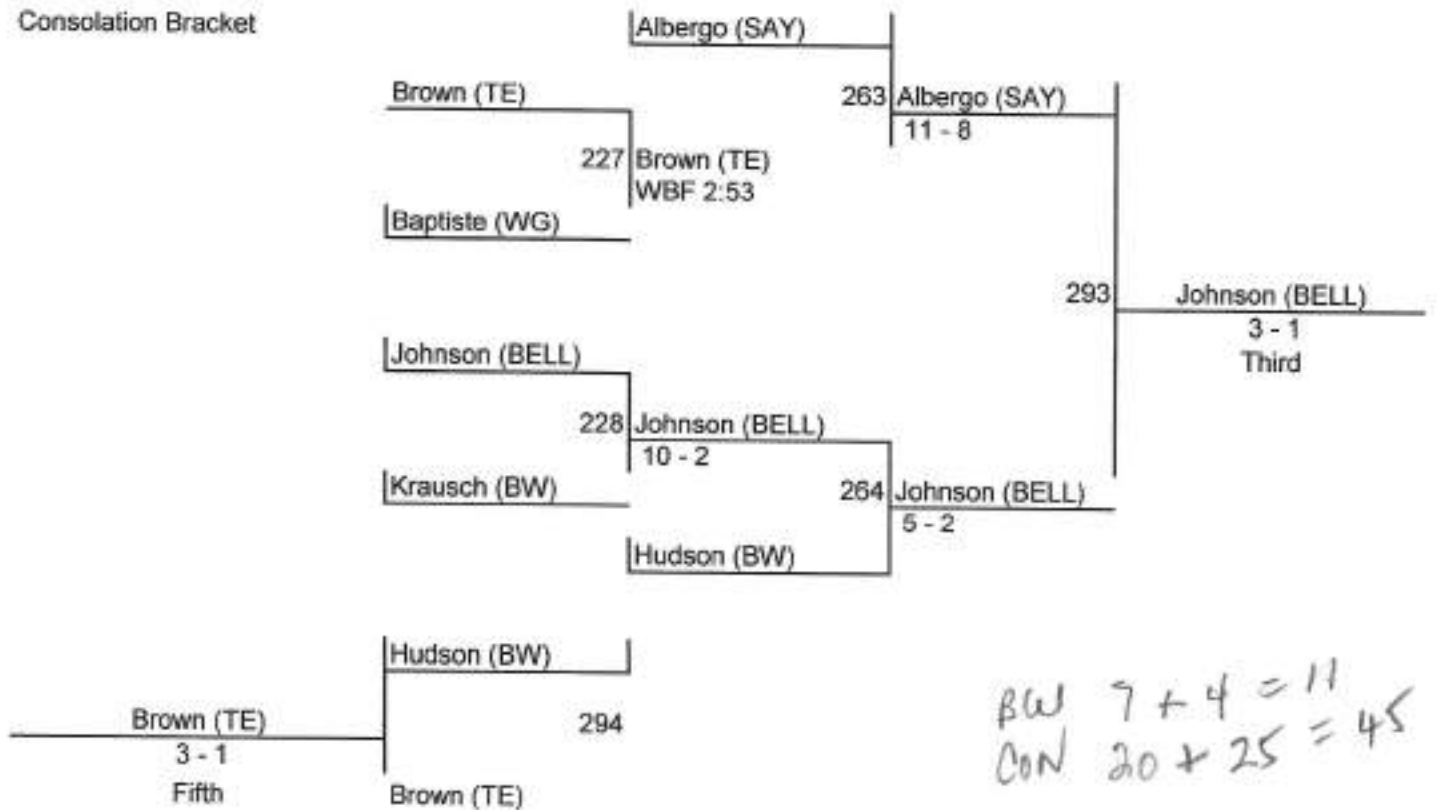 Consolation Bracket
Albergo (SAY)
Brown (TE)
263 Albergo (SAY)
11 - 8
227 Brown (TE)
WBF 2:53
Baptiste (WG)
293 Johnson (BELL)
3 - 1
Third
Johnson (BELL)
228 Johnson (BELL)
10 - 2
Krausch (BW)
264 Johnson (BELL)
5 - 2
Hudson (BW)
Hudson (BW)
Brown (TE)
3 - 1
Fifth
294
Brown (TE)
BW 7 + 4 = 11
CON 20 + 25 = 45